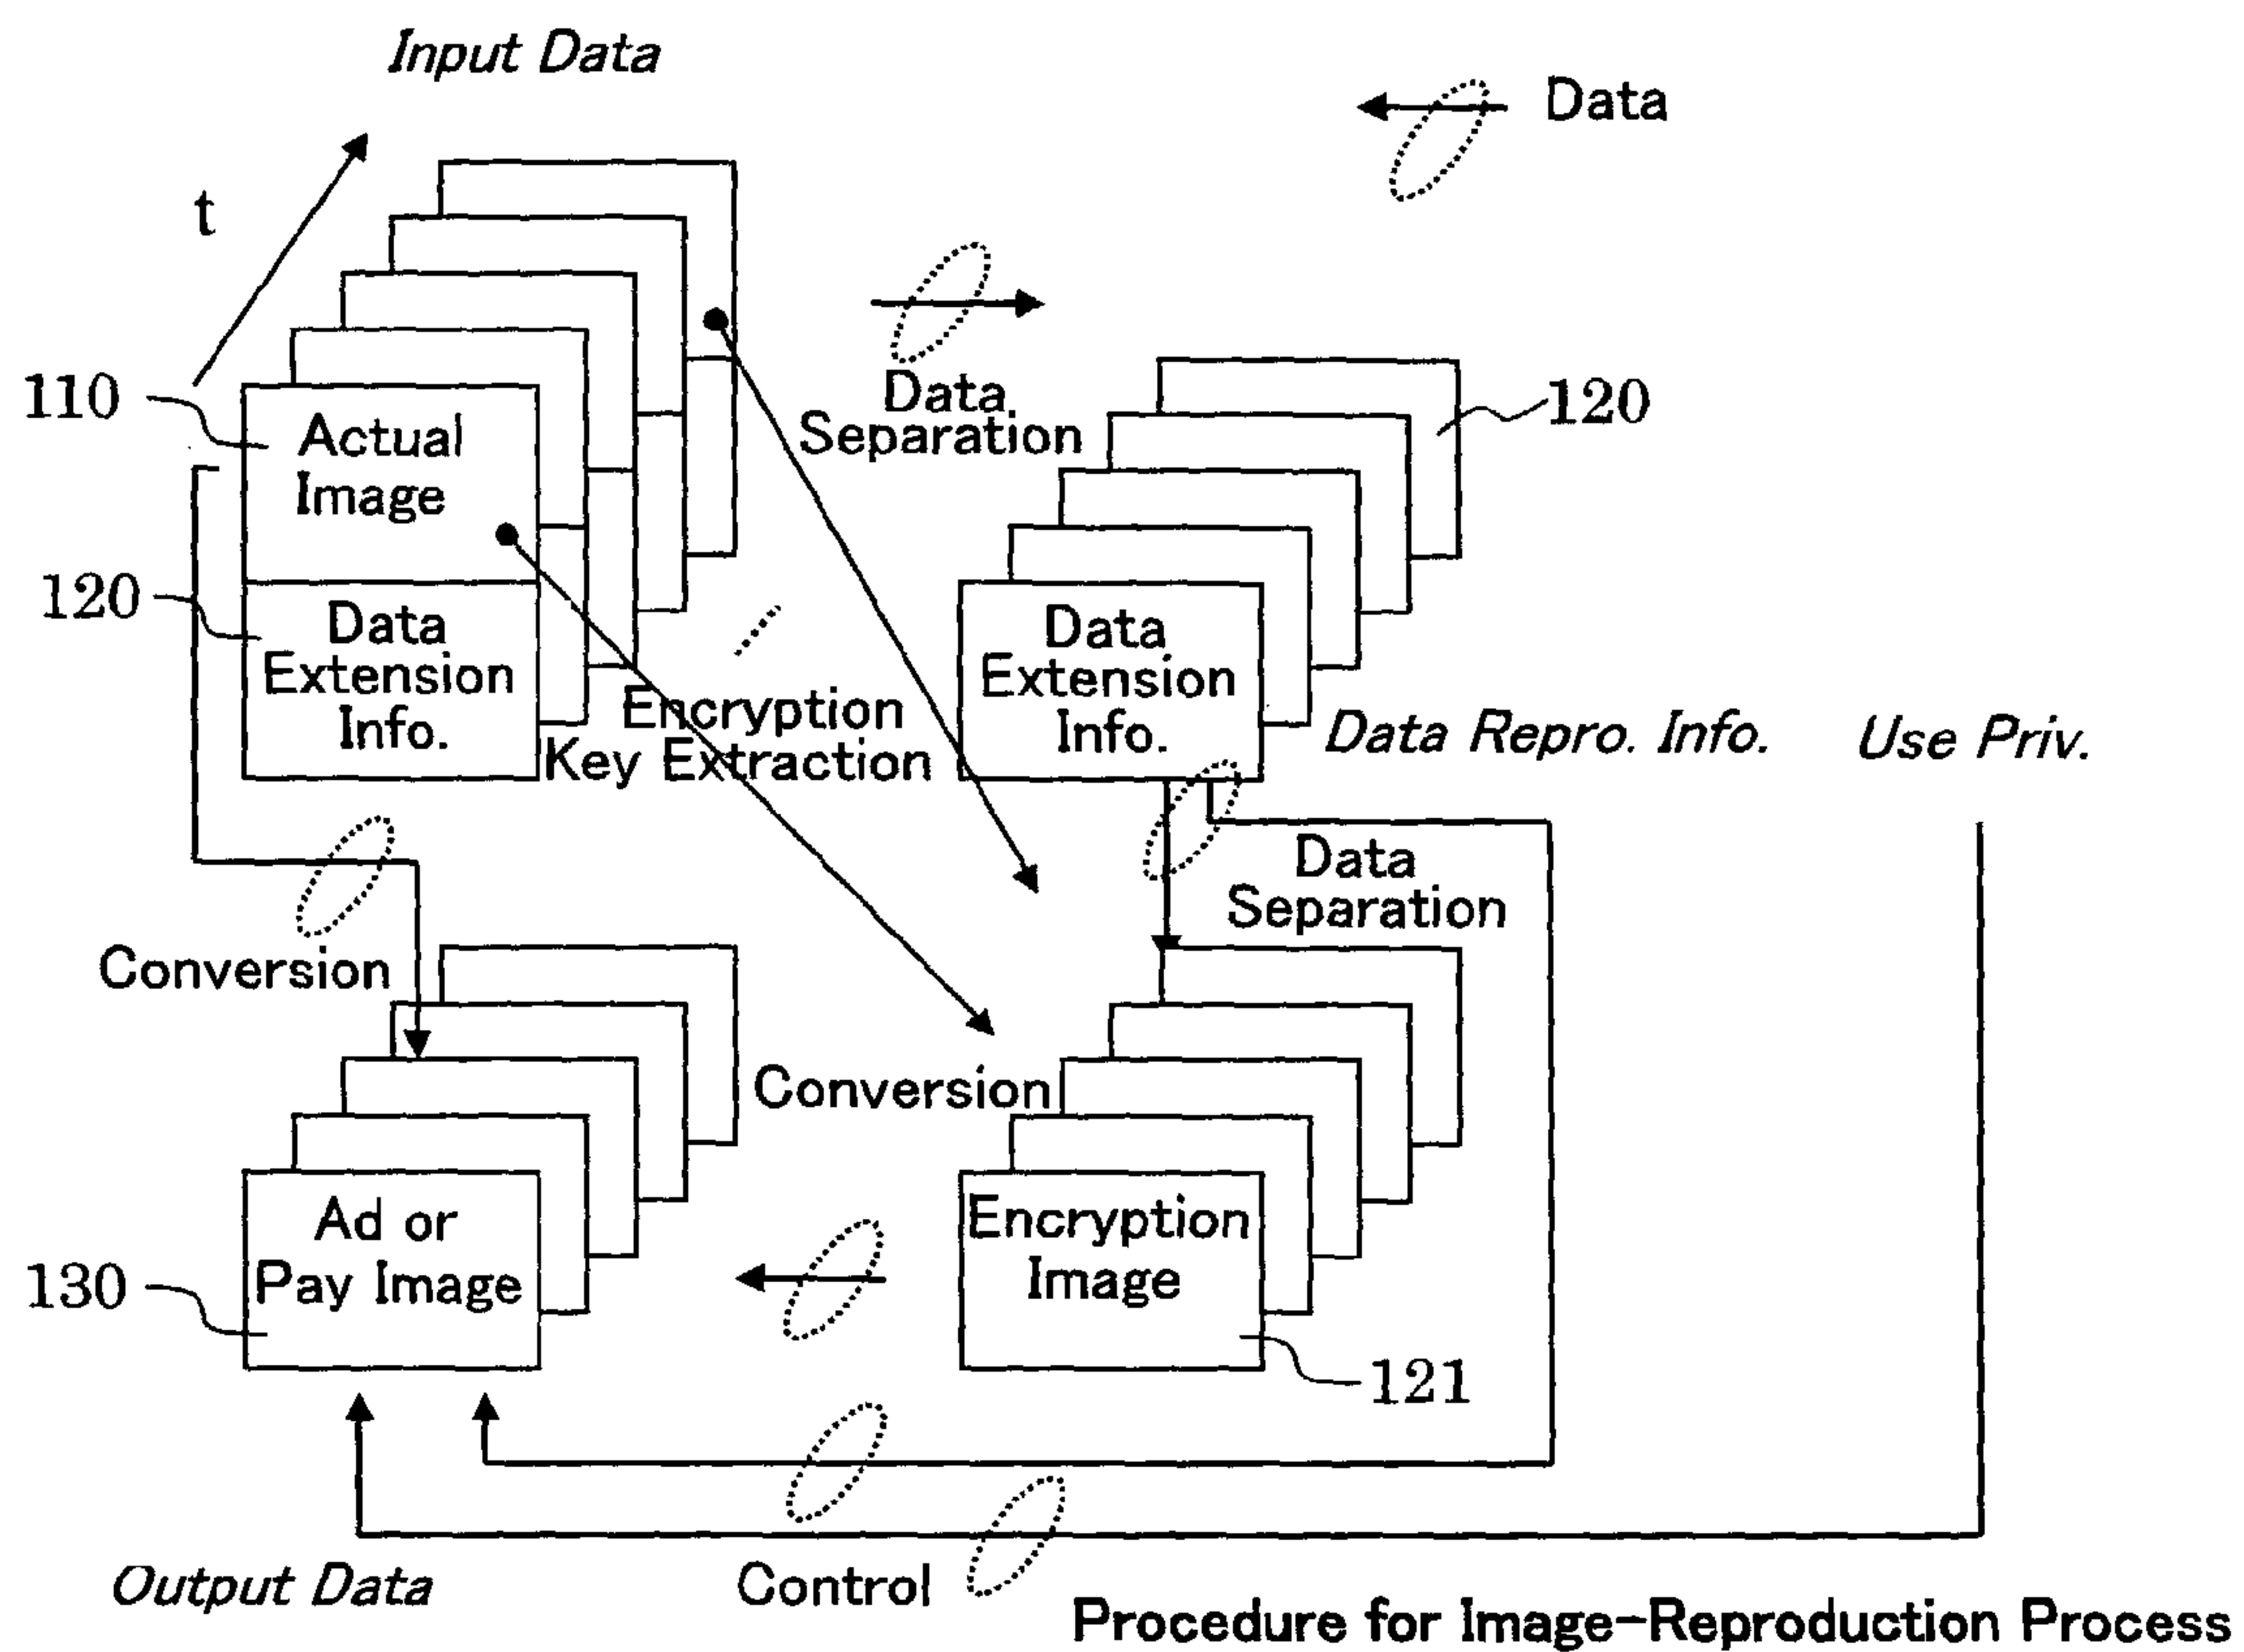 Input Data
Data
t
110
Actual
Image
Data
Separation
120
120
Data
Extension
Info.
Data
Extension
Info.
Encryption
Key Extraction
Data Repro. Info.
Use Priv.
Data
Separation
Conversion
Conversion
Ad or
Pay Image
Encryption
Image
130
121
Output Data
Control
Procedure for Image-Reproduction Process